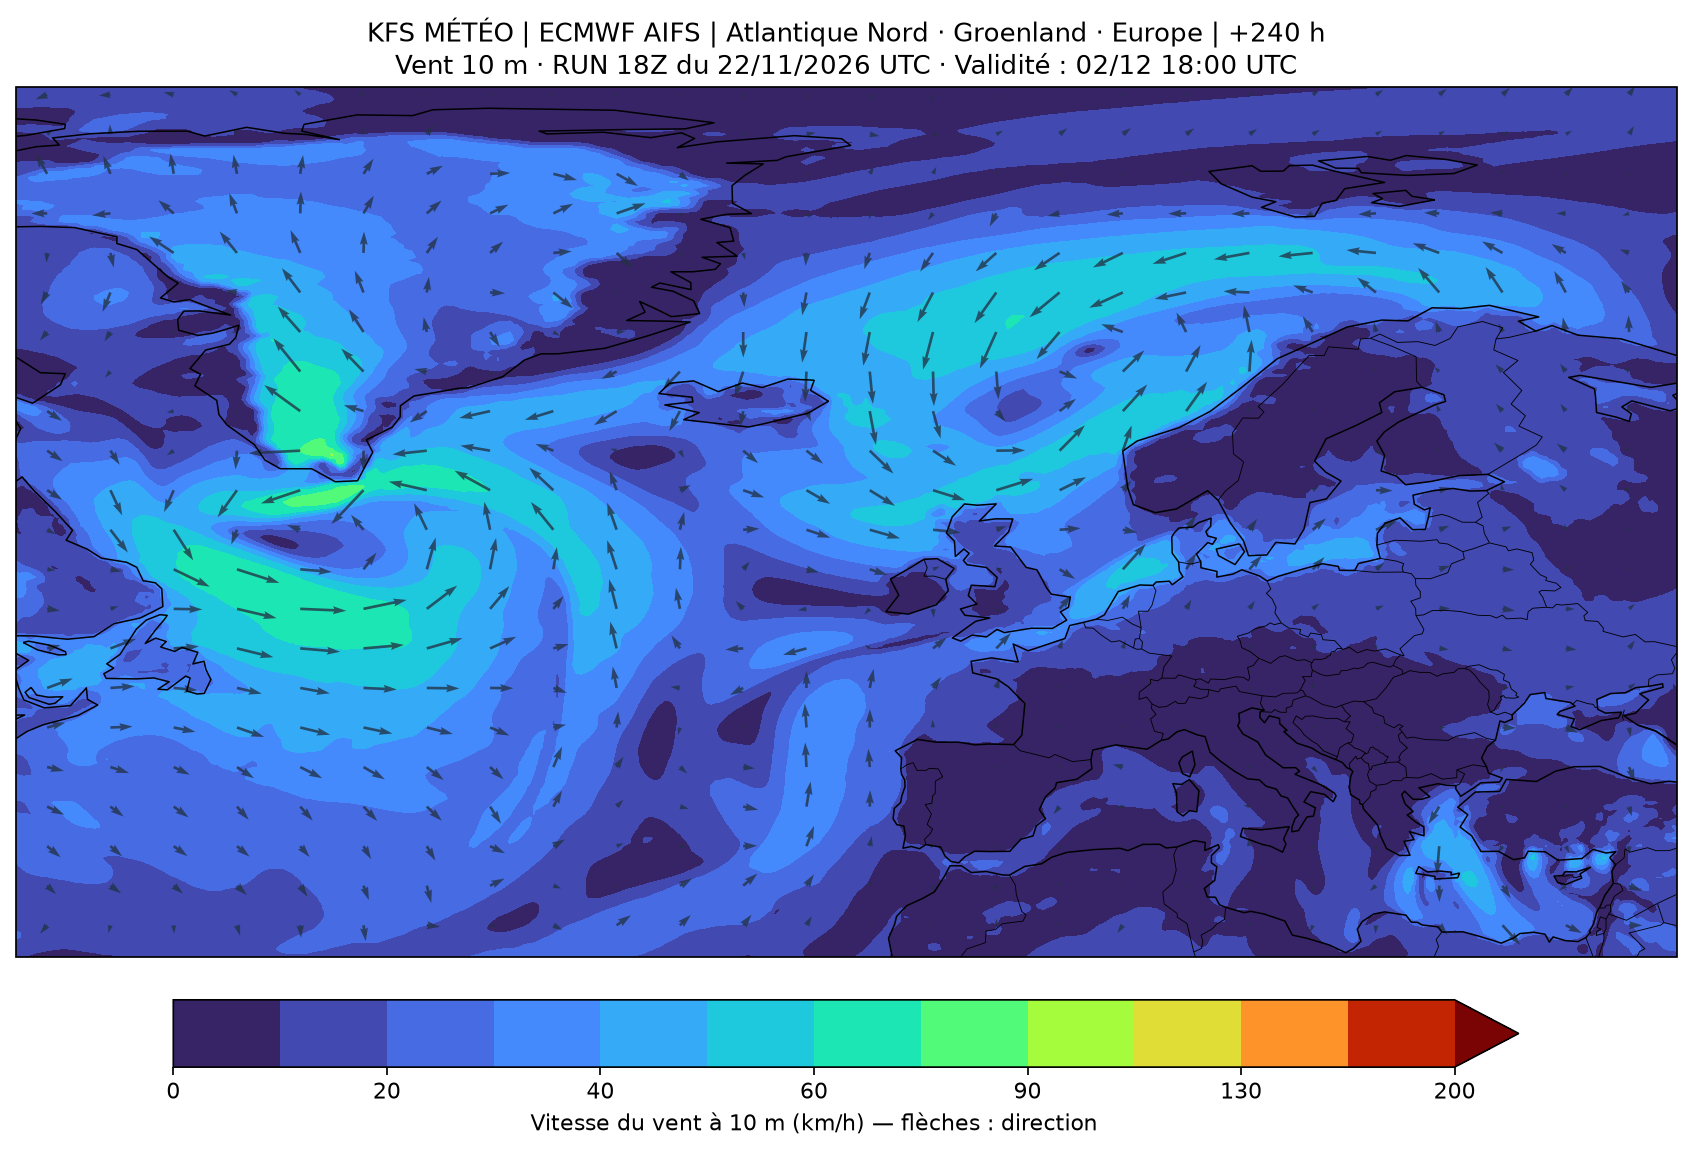 KFS MÉTÉO | ECMWF AIFS | Atlantique Nord · Groenland · Europe | +240 h
Vent 10 m · RUN 18Z du 22/11/2026 UTC · Validité : 02/12 18:00 UTC
0 20 40 60 90 130 200
Vitesse du vent à 10 m (km/h) — flèches : direction